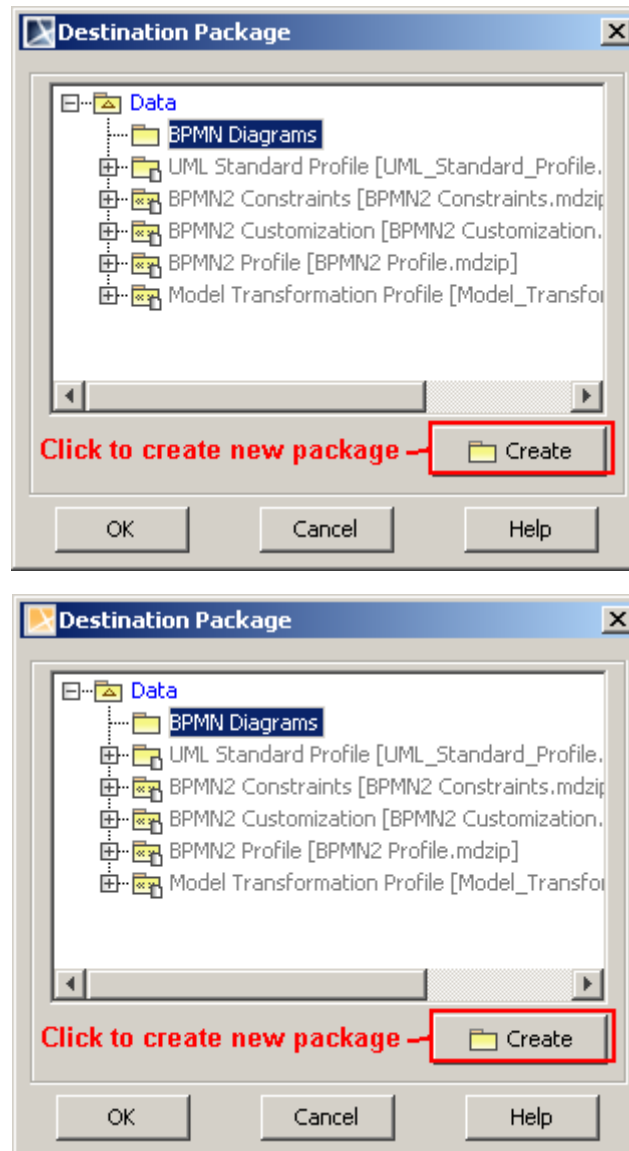 Destination Package
Data
BPMN Diagrams
UML Standard Profile [UML_Standard_Profile.
BPMN2 Constraints [BPMN2 Constraints.mdzip
BPMN2 Customization [BPMN2 Customization.
BPMN2 Profile [BPMN2 Profile.mdzip]
Model Transformation Profile [Model_Transfor
Click to create new package Create
OK Cancel Help
Destination Package
Data
BPMN Diagrams
UML Standard Profile [UML_Standard_Profile.
BPMN2 Constraints [BPMN2 Constraints.mdzip
BPMN2 Customization [BPMN2 Customization.
BPMN2 Profile [BPMN2 Profile.mdzip]
Model Transformation Profile [Model_Transfor
Click to create new package Create
OK Cancel Help